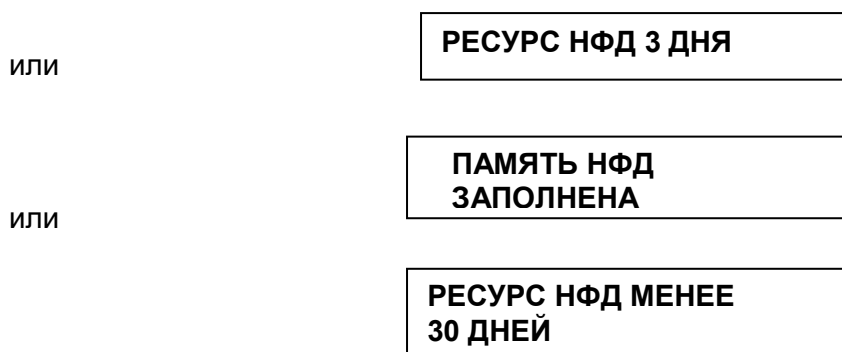 РЕСУРС НФД 3 ДНЯ
или
ПАМЯТЬ НФД
ЗАПОЛНЕНА
или
РЕСУРС НФД МЕНЕЕ
30 ДНЕЙ